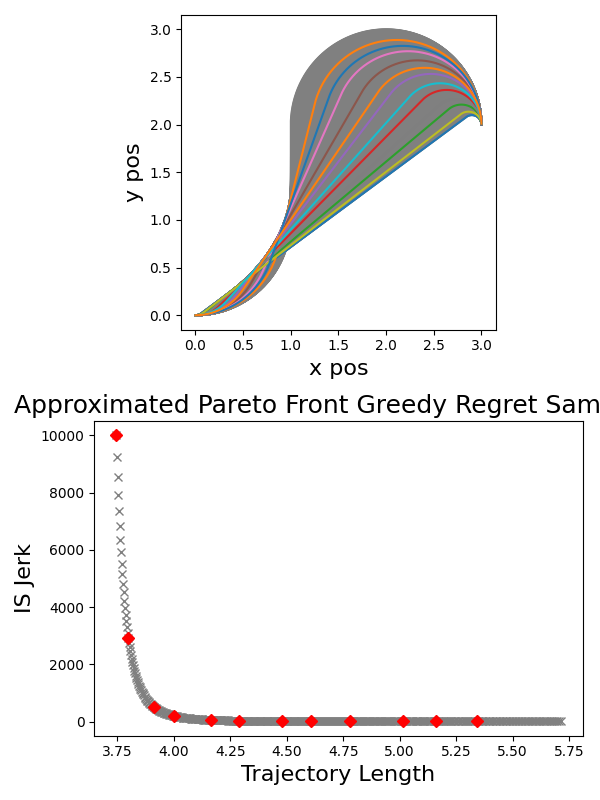 3.0
2.5
2.0
1.5
1.0
0.5
0.0
y pos
0.0 0.5 1.0 1.5 2.0 2.5 3.0
x pos
Approximated Pareto Front Greedy Regret Sam
10000
8000
6000
4000
2000
0
IS Jerk
3.75 4.00 4.25 4.50 4.75 5.00 5.25 5.50 5.75
Trajectory Length